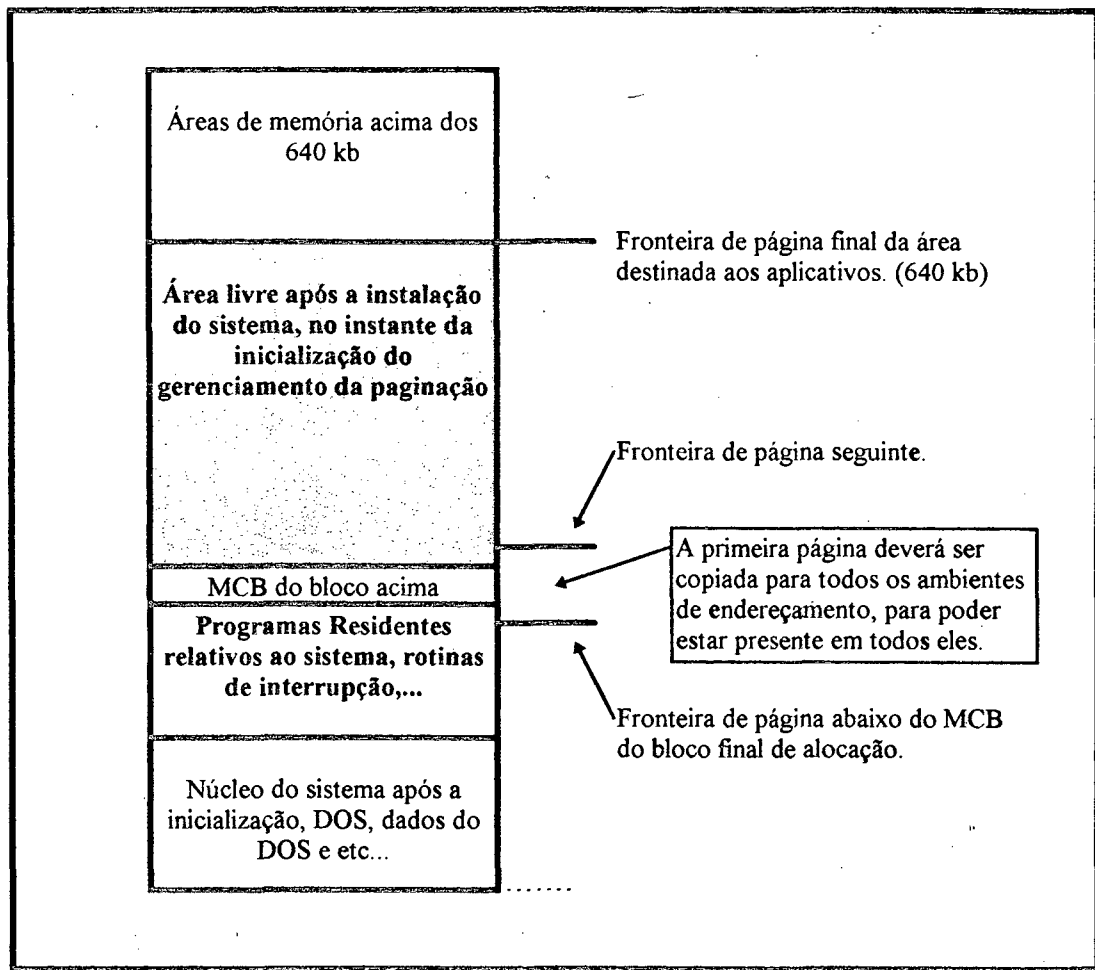 Áreas de memória acima dos
640 kb
Fronteira de página final da área
destinada aos aplicativos. (640 kb)
Área livre após a instalação
do sistema, no instante da
inicialização do
gerenciamento da paginação
Fronteira de página seguinte.
A primeira página deverá ser
copiada para todos os ambientes
de endereçamento, para poder
estar presente em todos eles.
MCB do bloco acima
Programas Residentes
relativos ao sistema, rotinas
de interrupção,...
Fronteira de página abaixo do MCB
do bloco final de alocação.
Núcleo do sistema após a
inicialização, DOS, dados do
DOS e etc...